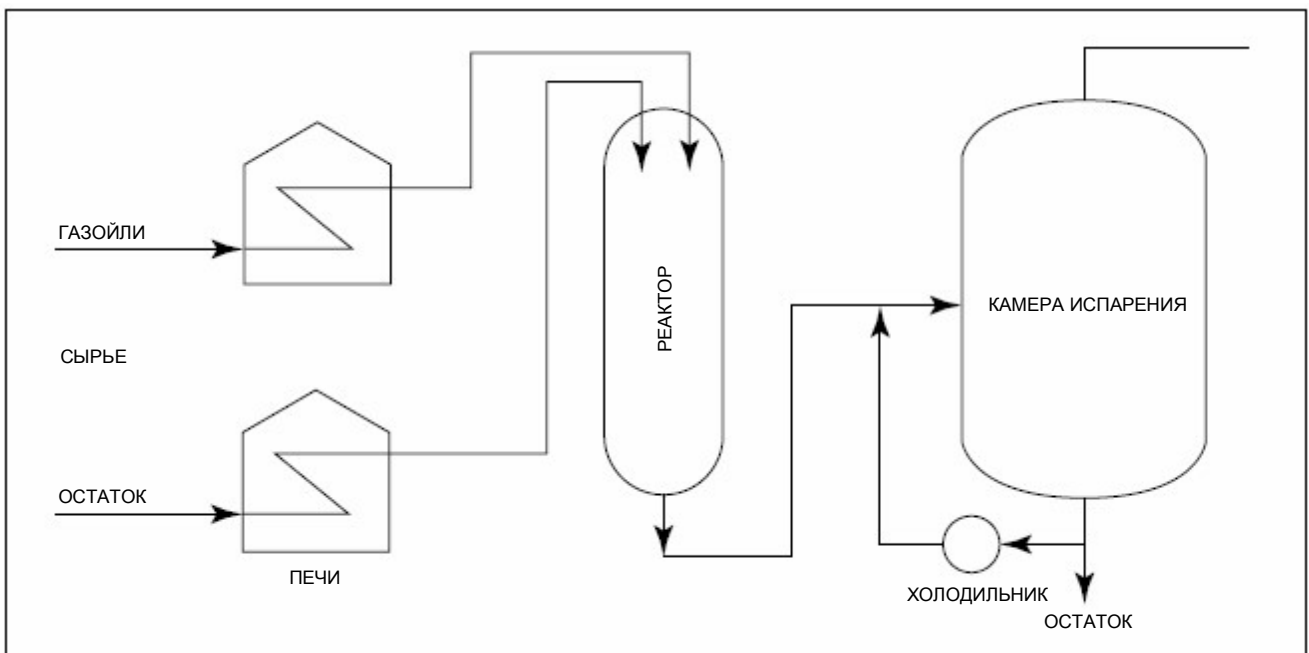 ГАЗОЙЛИ
СЫРЬЕ
ОСТАТОК
ПЕЧИ
РЕАКТОР
КАМЕРА ИСПАРЕНИЯ
ХОЛОДИЛЬНИК
ОСТАТОК